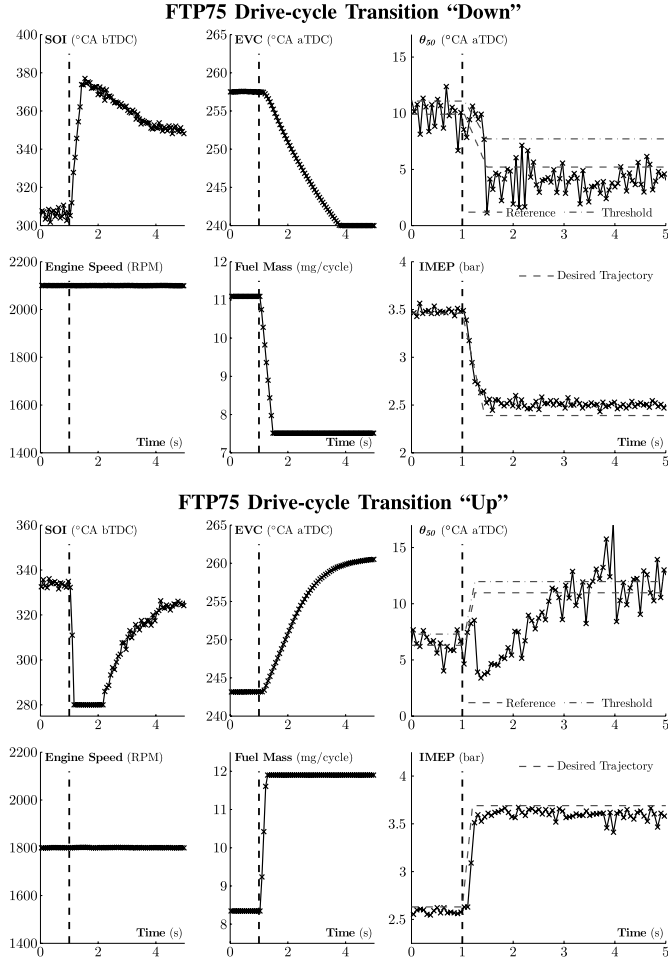 FTP75 Drive-cycle Transition “Down”
SOI (°CA bTDC)
400
380
360
340
320
300
0 2 4
EVC (°CA aTDC)
265
260
255
250
245
240
0 2 4
θ50 (°CA aTDC)
15
10
5
0
Reference Threshold
0 1 2 3 4 5
Engine Speed (RPM)
2200
2000
1800
1600
1400
Time (s)
0 2 4
Fuel Mass (mg/cycle)
12
11
10
9
8
7
Time (s)
0 2 4
IMEP (bar)
Desired Trajectory
4
3.5
3
2.5
2
Time (s)
0 1 2 3 4 5
FTP75 Drive-cycle Transition “Up”
SOI (°CA bTDC)
360
340
320
300
280
0 2 4
EVC (°CA aTDC)
265
260
255
250
245
240
0 2 4
θ50 (°CA aTDC)
15
10
5
0
Reference Threshold
0 1 2 3 4 5
Engine Speed (RPM)
2200
2000
1800
1600
1400
Time (s)
0 2 4
Fuel Mass (mg/cycle)
12
11
10
9
8
Time (s)
0 2 4
IMEP (bar)
Desired Trajectory
4
3.5
3
2.5
Time (s)
0 1 2 3 4 5